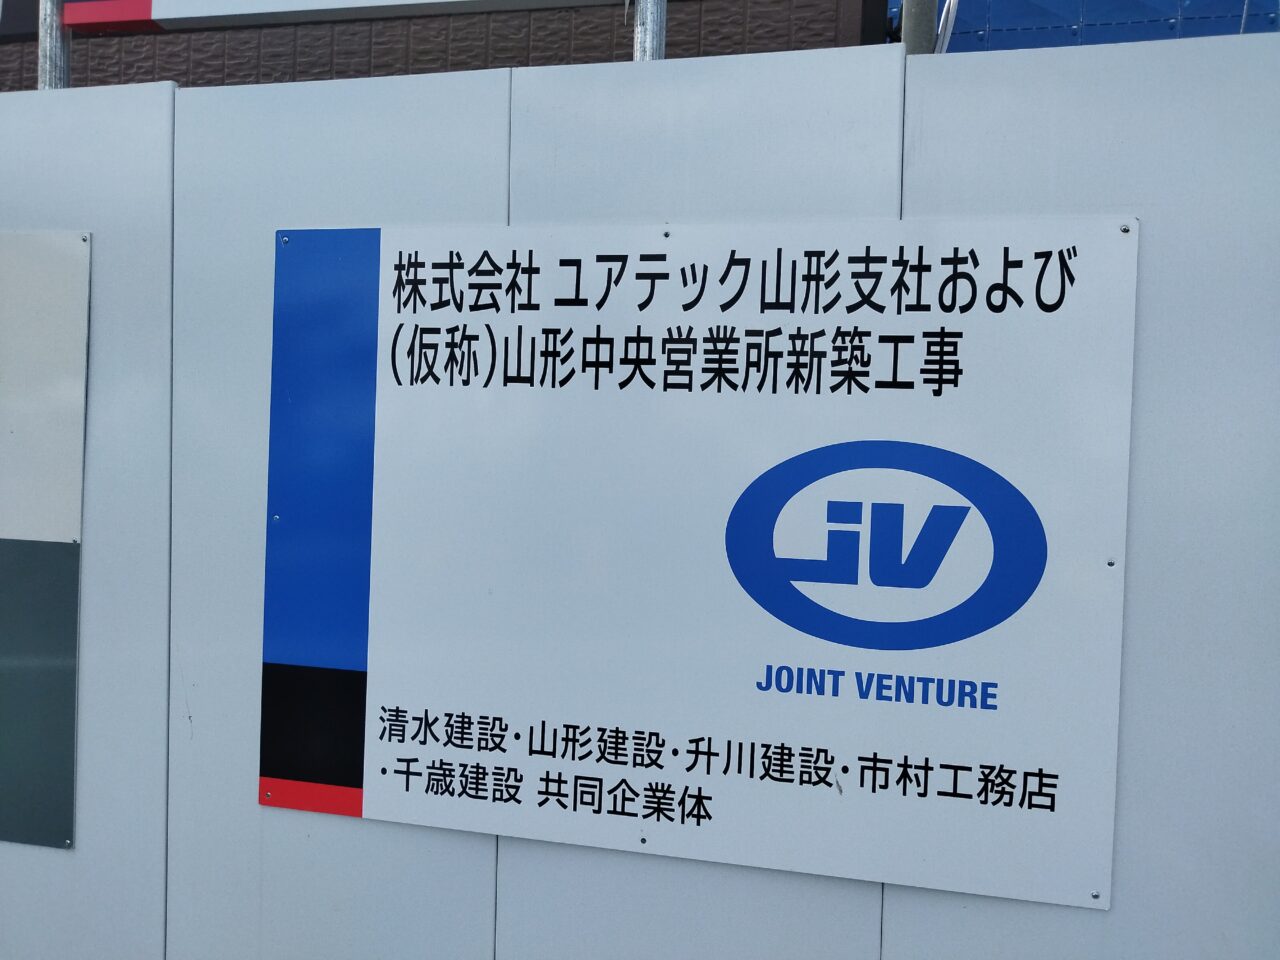 株式会社 ユアテック山形支社および
(仮称)山形中央営業所新築工事
JV
JOINT VENTURE
清水建設・山形建設・升川建設・市村工務店
・千歳建設 共同企業体